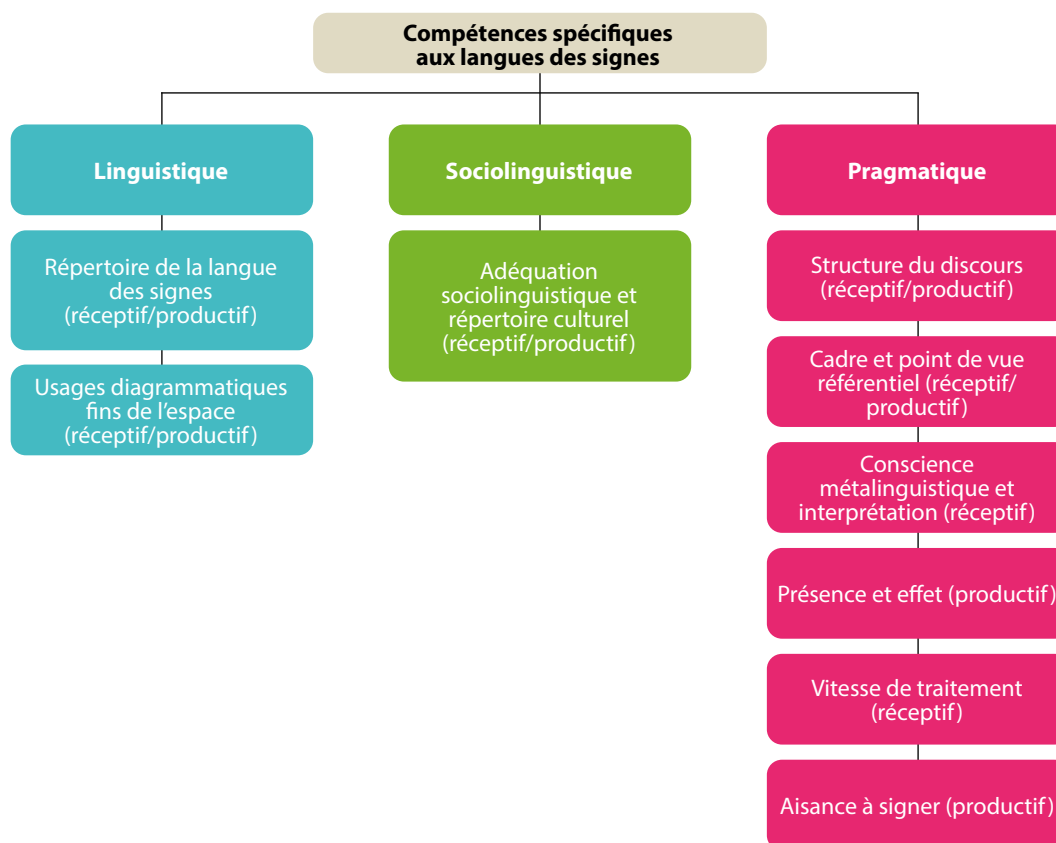 Compétences spécifiques
aux langues des signes
Linguistique
Sociolinguistique
Pragmatique
Répertoire de la langue
des signes
(réceptif/productif)
Usages diagrammatiques
fins de l’espace
(réceptif/productif)
Adéquation
sociolinguistique et
répertoire culturel
(réceptif/productif)
Structure du discours
(réceptif/productif)
Cadre et point de vue
référentiel (réceptif/
productif)
Conscience
métalinguistique et
interprétation (réceptif)
Présence et effet (productif)
Vitesse de traitement
(réceptif)
Aisance à signer (productif)